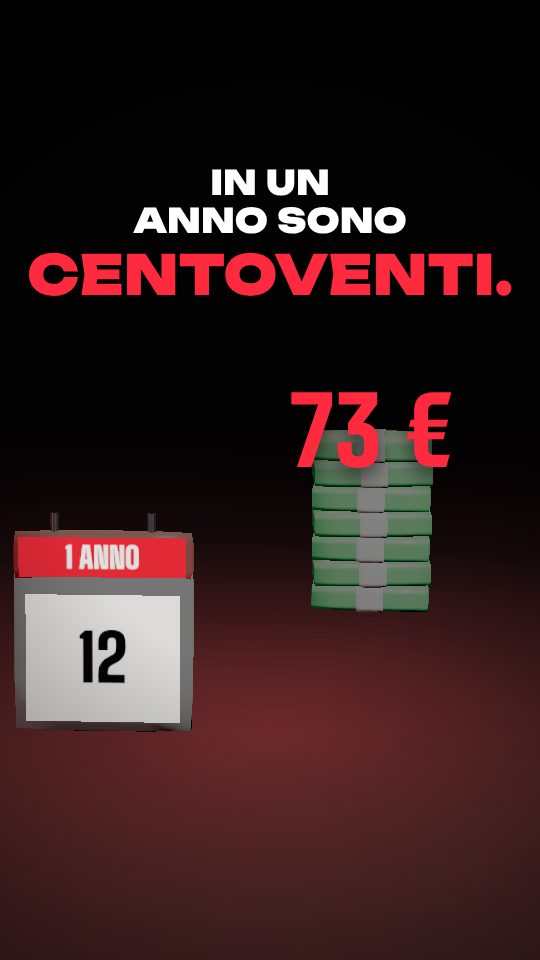 IN UN
ANNO SONO
CENTOVENTI.
73 €
1 ANNO
12